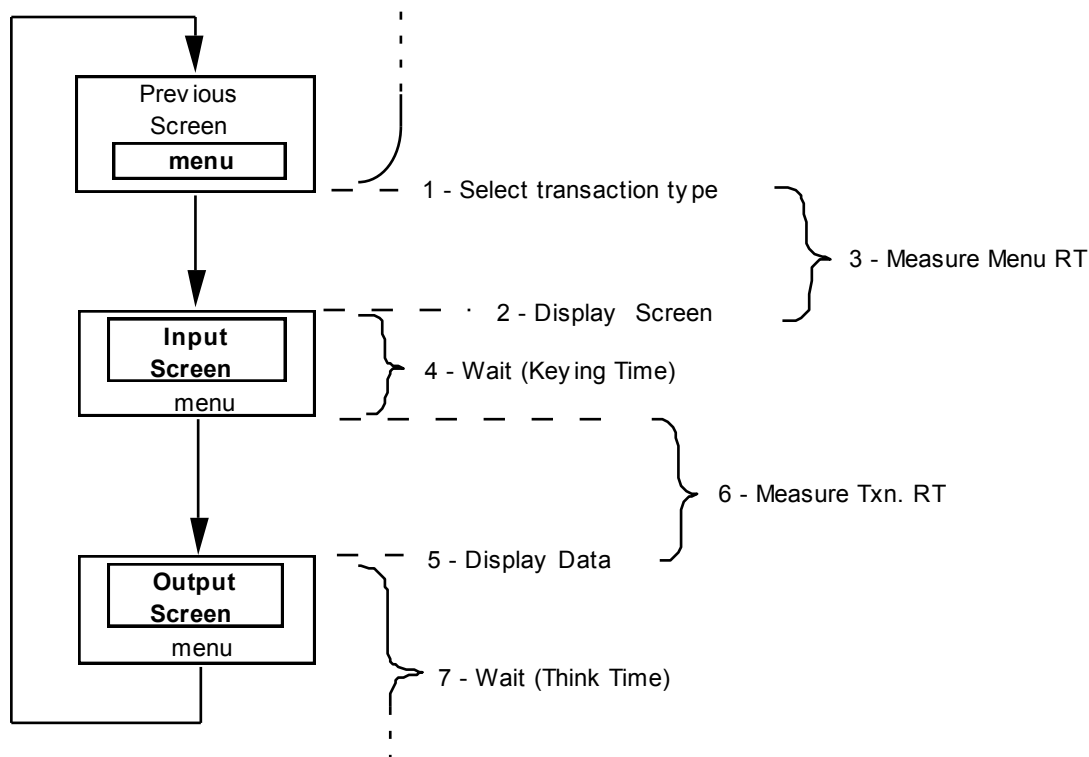 Previous
Screen
menu
1 - Select transaction type
3 - Measure Menu RT
2 - Display Screen
Input
Screen
menu
4 - Wait (Keying Time)
6 - Measure Txn. RT
5 - Display Data
Output
Screen
menu
7 - Wait (Think Time)